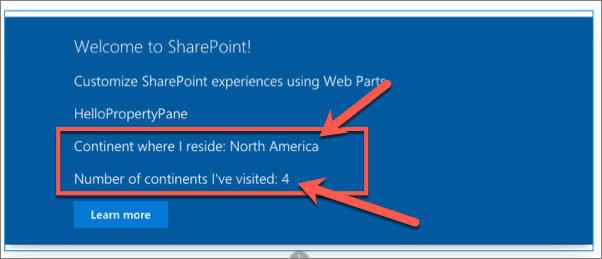 Welcome to SharePoint!
Customize SharePoint experiences using Web Parts.
HelloPropertyPane
Continent where I reside: North America
Number of continents I've visited: 4
Learn more